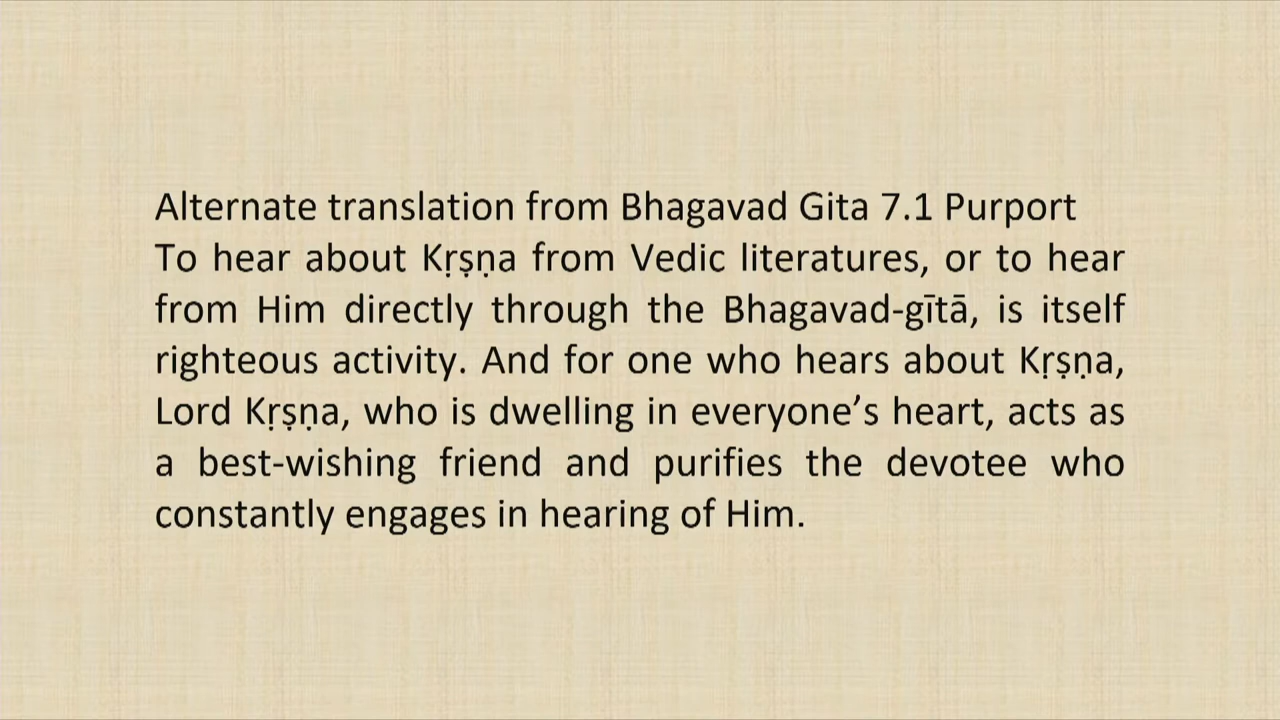 Alternate translation from Bhagavad Gita 7.1 Purport
To hear about Kṛṣṇa from Vedic literatures, or to hear
from Him directly through the Bhagavad-gītā, is itself
righteous activity. And for one who hears about Kṛṣṇa,
Lord Kṛṣṇa, who is dwelling in everyone’s heart, acts as
a best-wishing friend and purifies the devotee who
constantly engages in hearing of Him.